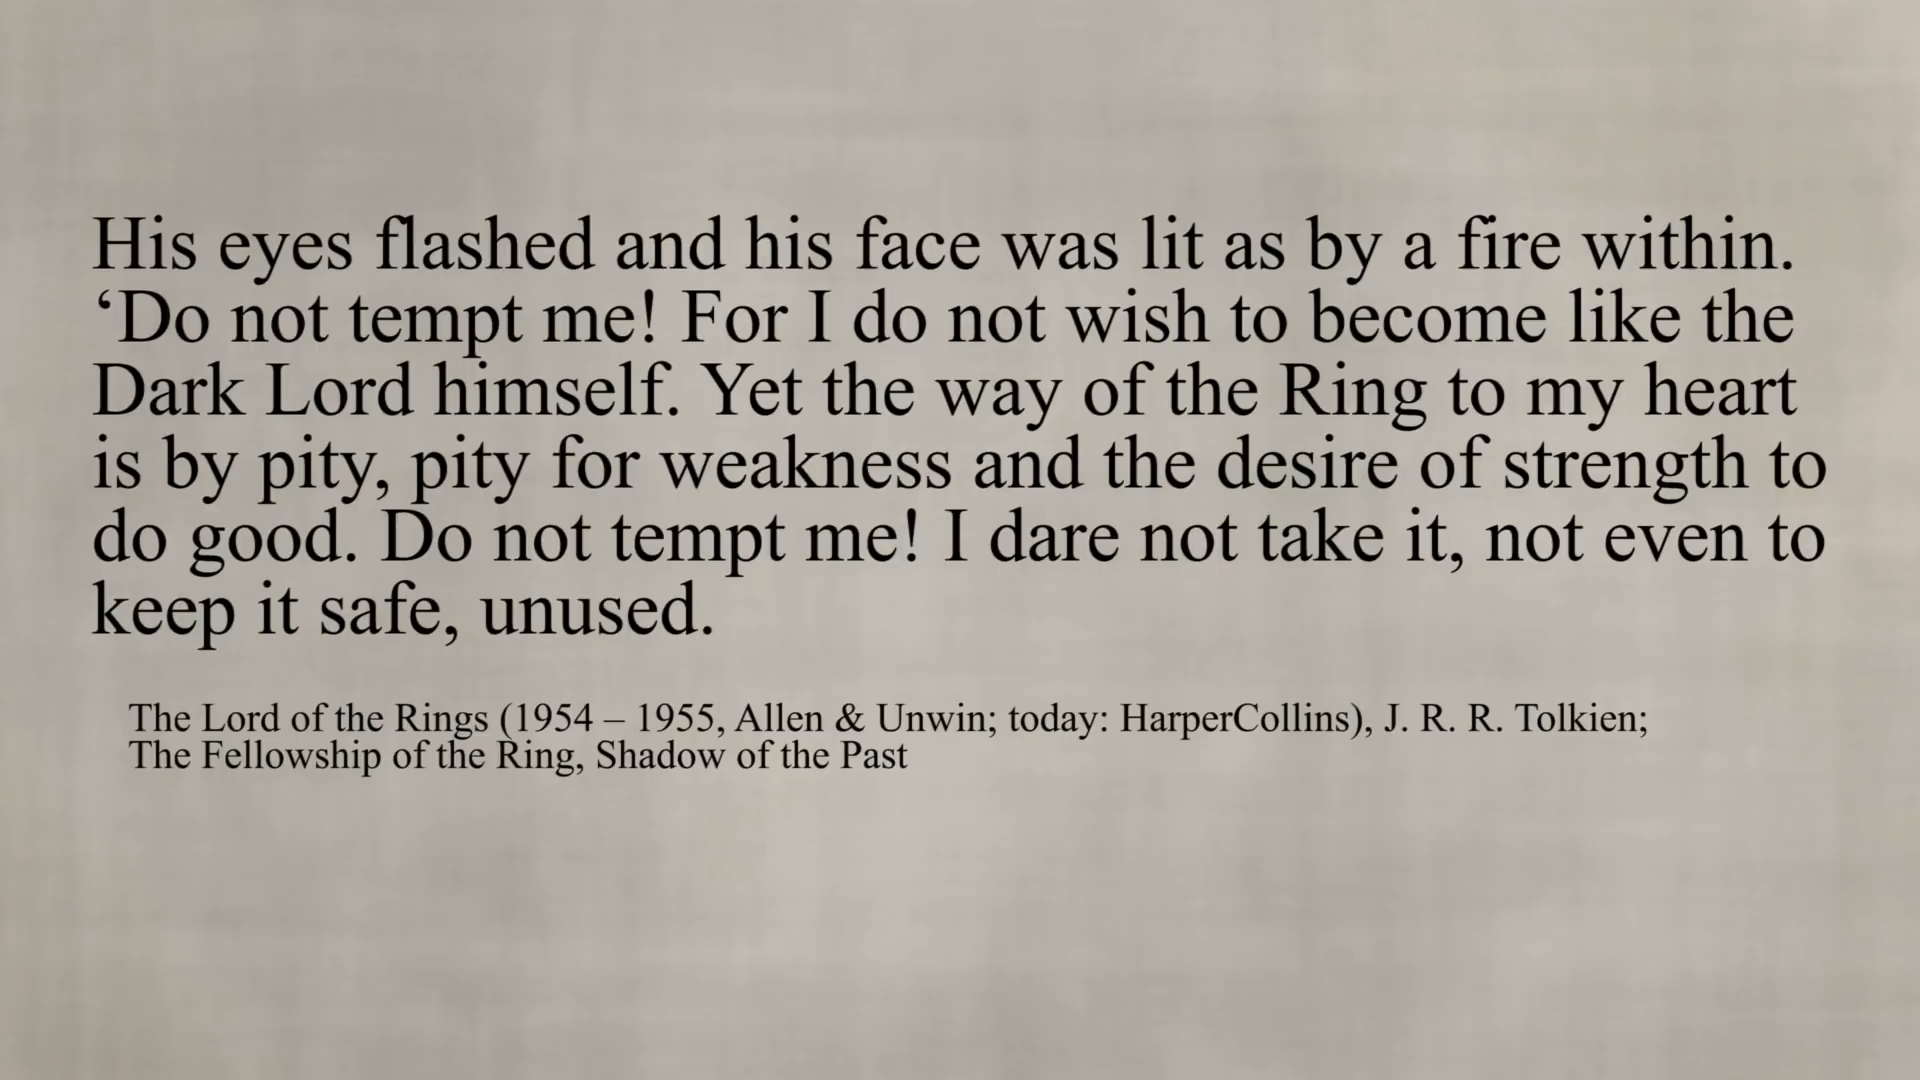 His eyes flashed and his face was lit as by a fire within.
‘Do not tempt me! For I do not wish to become like the
Dark Lord himself. Yet the way of the Ring to my heart
is by pity, pity for weakness and the desire of strength to
do good. Do not tempt me! I dare not take it, not even to
keep it safe, unused.
The Lord of the Rings (1954 – 1955, Allen & Unwin; today: HarperCollins), J. R. R. Tolkien;
The Fellowship of the Ring, Shadow of the Past